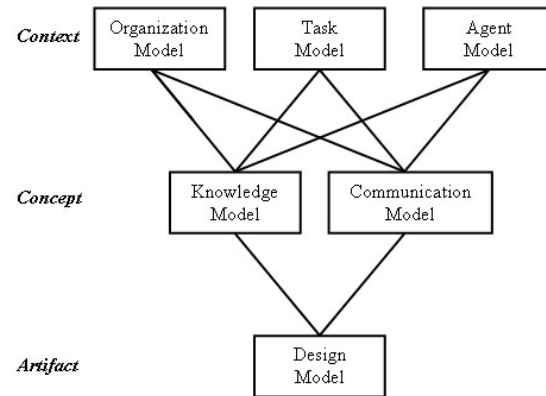 Context
Organization
Model
Task
Model
Agent
Model
Concept
Knowledge
Model
Communication
Model
Artifact
Design
Model